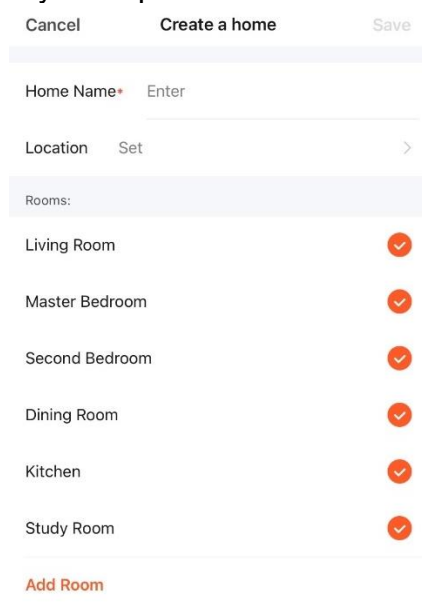 Cancel Create a home Save
Home Name* Enter
Location Set >
Rooms:
Living Room
Master Bedroom
Second Bedroom
Dining Room
Kitchen
Study Room
Add Room